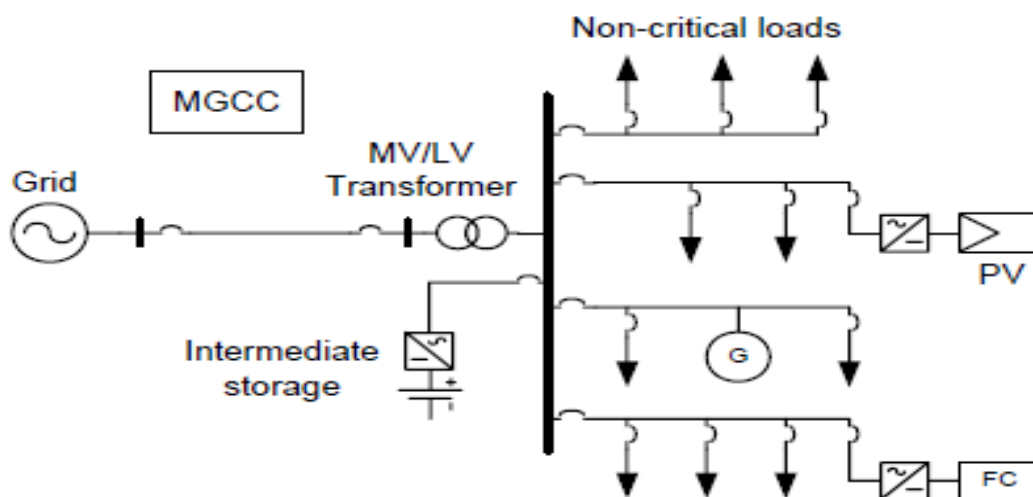 Non-critical loads
MGCC
MV/LV
Transformer
Grid
PV
Intermediate
storage
+
-
G
FC